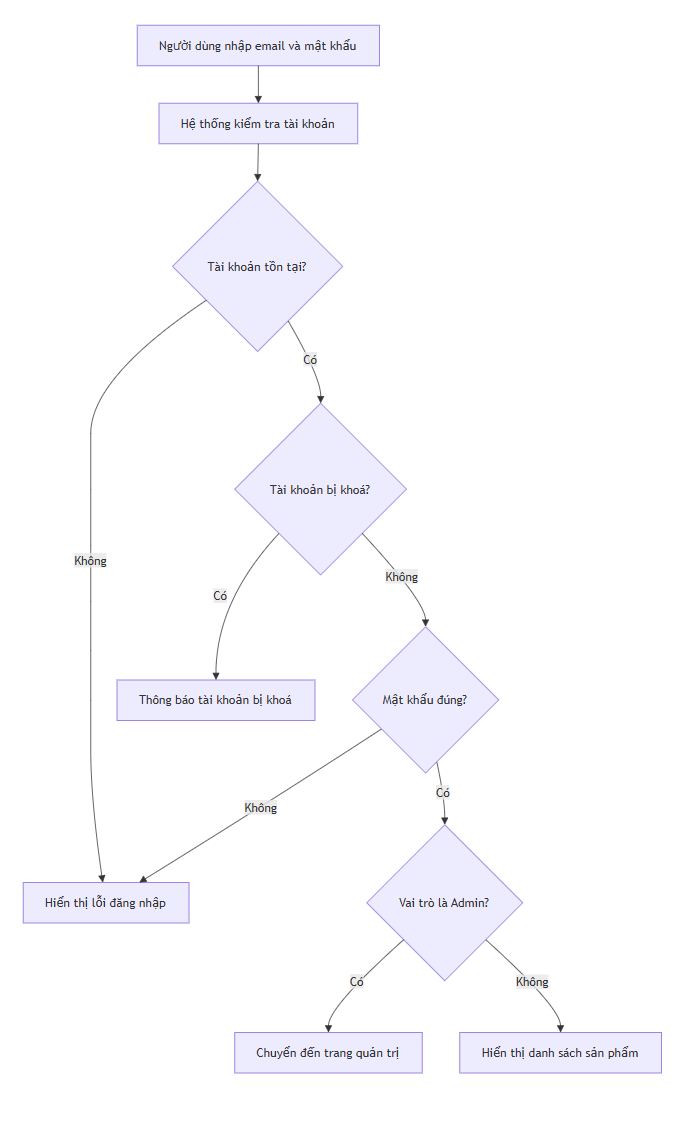 Người dùng nhập email và mật khẩu
Hệ thống kiểm tra tài khoản
Tài khoản tồn tại?
Có
Tài khoản bị khoá?
Không
Không
Có
Thông báo tài khoản bị khoá
Mật khẩu đúng?
Có
Không
Hiển thị lỗi đăng nhập
Vai trò là Admin?
Có
Không
Chuyển đến trang quản trị
Hiển thị danh sách sản phẩm